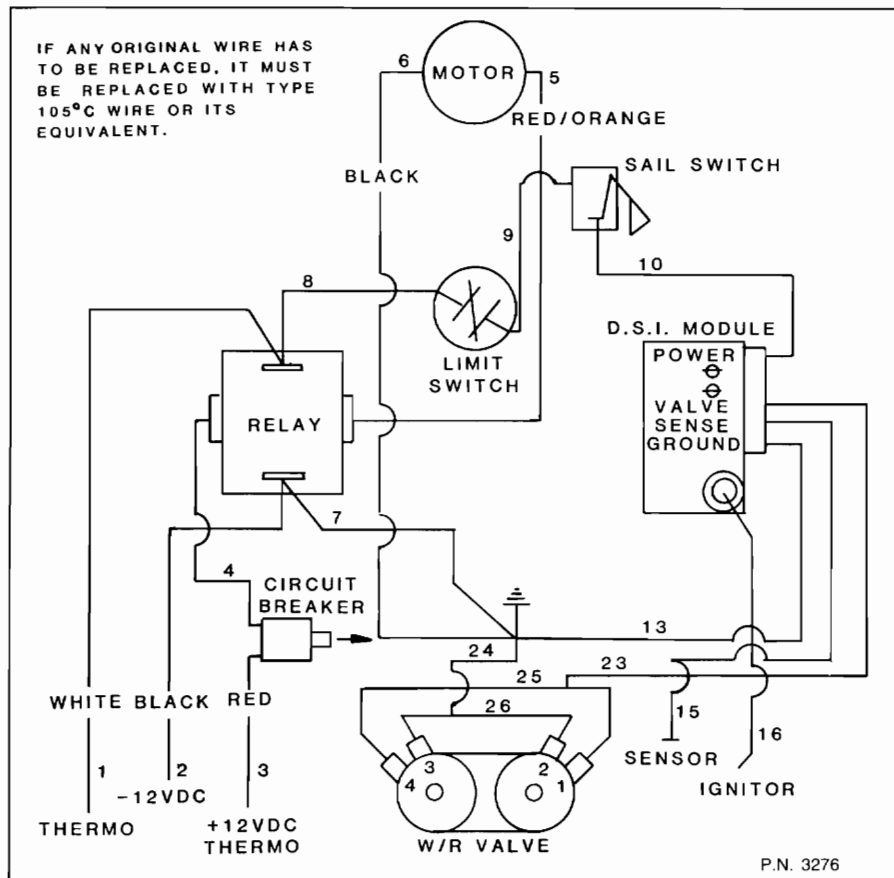 IF ANY ORIGINAL WIRE HAS
TO BE REPLACED, IT MUST
BE REPLACED WITH TYPE
105°C WIRE OR ITS
EQUIVALENT.
6
MOTOR
5
RED/ORANGE
BLACK
SAIL SWITCH
9
10
8
LIMIT
SWITCH
D.S.I. MODULE
POWER
VALVE
SENSE
GROUND
RELAY
7
4
CIRCUIT
BREAKER
13
24
25
23
26
WHITE
BLACK
RED
15
16
SENSOR
IGNITOR
1
2
3
-12VDC
THERMO
+12VDC
THERMO
3
4
2
1
W/R VALVE
P.N. 3276